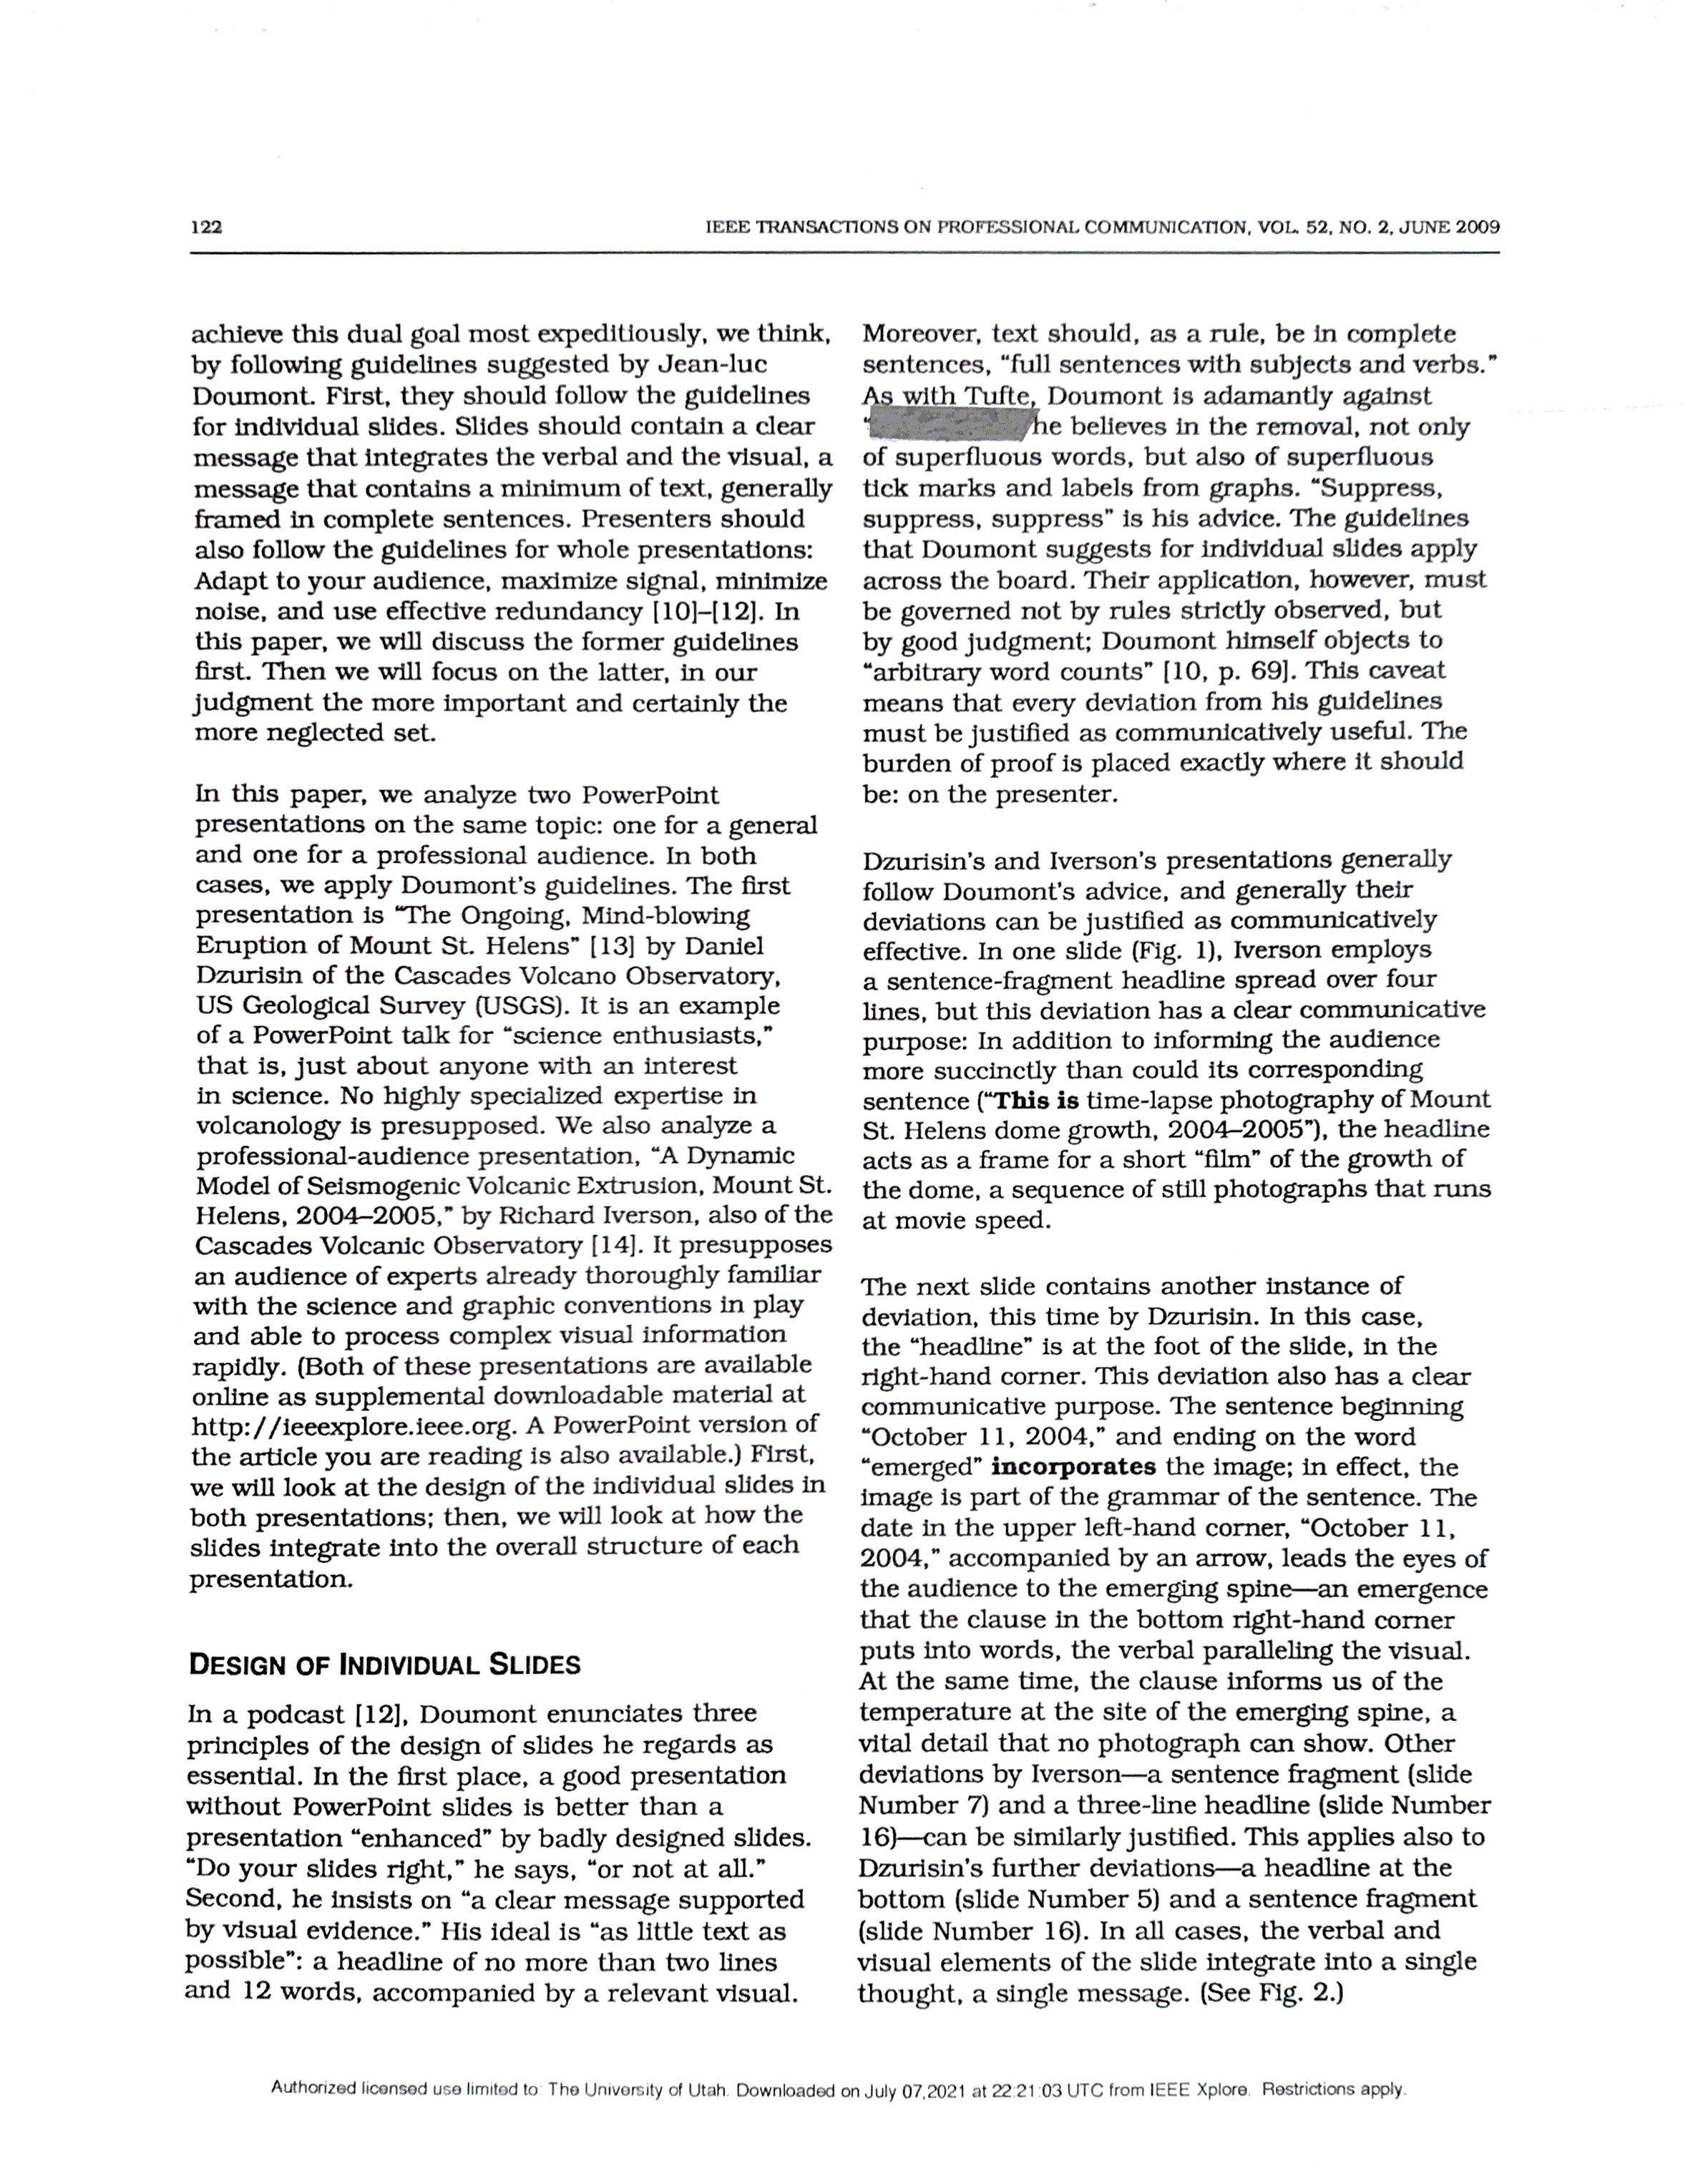 122
IEEE TRANSACTIONS ON PROFESSIONAL COMMUNICATION, VOL. 52, NO. 2, JUNE 2009
achieve this dual goal most expeditiously, we think,
by following guidelines suggested by Jean-luc
Doumont. First, they should follow the guidelines
for individual slides. Slides should contain a clear
message that integrates the verbal and the visual, a
message that contains a minimum of text, generally
framed in complete sentences. Presenters should
also follow the guidelines for whole presentations:
Adapt to your audience, maximize signal, minimize
noise, and use effective redundancy [10]–[12]. In
this paper, we will discuss the former guidelines
first. Then we will focus on the latter, in our
judgment the more important and certainly the
more neglected set.
In this paper, we analyze two PowerPoint
presentations on the same topic: one for a general
and one for a professional audience. In both
cases, we apply Doumont's guidelines. The first
presentation is “The Ongoing, Mind-blowing
Eruption of Mount St. Helens” [13] by Daniel
Dzurisin of the Cascades Volcano Observatory,
US Geological Survey (USGS). It is an example
of a PowerPoint talk for “science enthusiasts,”
that is, just about anyone with an interest
in science. No highly specialized expertise in
volcanology is presupposed. We also analyze a
professional-audience presentation, “A Dynamic
Model of Seismogenic Volcanic Extrusion, Mount St.
Helens, 2004–2005,” by Richard Iverson, also of the
Cascades Volcanic Observatory [14]. It presupposes
an audience of experts already thoroughly familiar
with the science and graphic conventions in play
and able to process complex visual information
rapidly. (Both of these presentations are available
online as supplemental downloadable material at
http://ieeexplore.ieee.org. A PowerPoint version of
the article you are reading is also available.) First,
we will look at the design of the individual slides in
both presentations; then, we will look at how the
slides integrate into the overall structure of each
presentation.
DESIGN OF INDIVIDUAL SLIDES
In a podcast [12], Doumont enunciates three
principles of the design of slides he regards as
essential. In the first place, a good presentation
without PowerPoint slides is better than a
presentation “enhanced” by badly designed slides.
“Do your slides right,” he says, “or not at all.”
Second, he insists on “a clear message supported
by visual evidence.” His ideal is “as little text as
possible”: a headline of no more than two lines
and 12 words, accompanied by a relevant visual.
Moreover, text should, as a rule, be in complete
sentences, “full sentences with subjects and verbs.”
As with Tufte, Doumont is adamantly against
he believes in the removal, not only
of superfluous words, but also of superfluous
tick marks and labels from graphs. “Suppress,
suppress, suppress” is his advice. The guidelines
that Doumont suggests for individual slides apply
across the board. Their application, however, must
be governed not by rules strictly observed, but
by good judgment; Doumont himself objects to
“arbitrary word counts” [10, p. 69]. This caveat
means that every deviation from his guidelines
must be justified as communicatively useful. The
burden of proof is placed exactly where it should
be: on the presenter.
Dzurisin's and Iverson's presentations generally
follow Doumont's advice, and generally their
deviations can be justified as communicatively
effective. In one slide (Fig. 1), Iverson employs
a sentence-fragment headline spread over four
lines, but this deviation has a clear communicative
purpose: In addition to informing the audience
more succinctly than could its corresponding
sentence (“This is time-lapse photography of Mount
St. Helens dome growth, 2004–2005”), the headline
acts as a frame for a short “film” of the growth of
the dome, a sequence of still photographs that runs
at movie speed.
The next slide contains another instance of
deviation, this time by Dzurisin. In this case,
the “headline” is at the foot of the slide, in the
right-hand corner. This deviation also has a clear
communicative purpose. The sentence beginning
“October 11, 2004,” and ending on the word
“emerged” incorporates the image; in effect, the
image is part of the grammar of the sentence. The
date in the upper left-hand corner, “October 11,
2004,” accompanied by an arrow, leads the eyes of
the audience to the emerging spine—an emergence
that the clause in the bottom right-hand corner
puts into words, the verbal paralleling the visual.
At the same time, the clause informs us of the
temperature at the site of the emerging spine, a
vital detail that no photograph can show. Other
deviations by Iverson—a sentence fragment (slide
Number 7) and a three-line headline (slide Number
16)—can be similarly justified. This applies also to
Dzurisin's further deviations—a headline at the
bottom (slide Number 5) and a sentence fragment
(slide Number 16). In all cases, the verbal and
visual elements of the slide integrate into a single
thought, a single message. (See Fig. 2.)
Authorized licensed use limited to: The University of Utah. Downloaded on July 07,2021 at 22:21:03 UTC from IEEE Xplore. Restrictions apply.